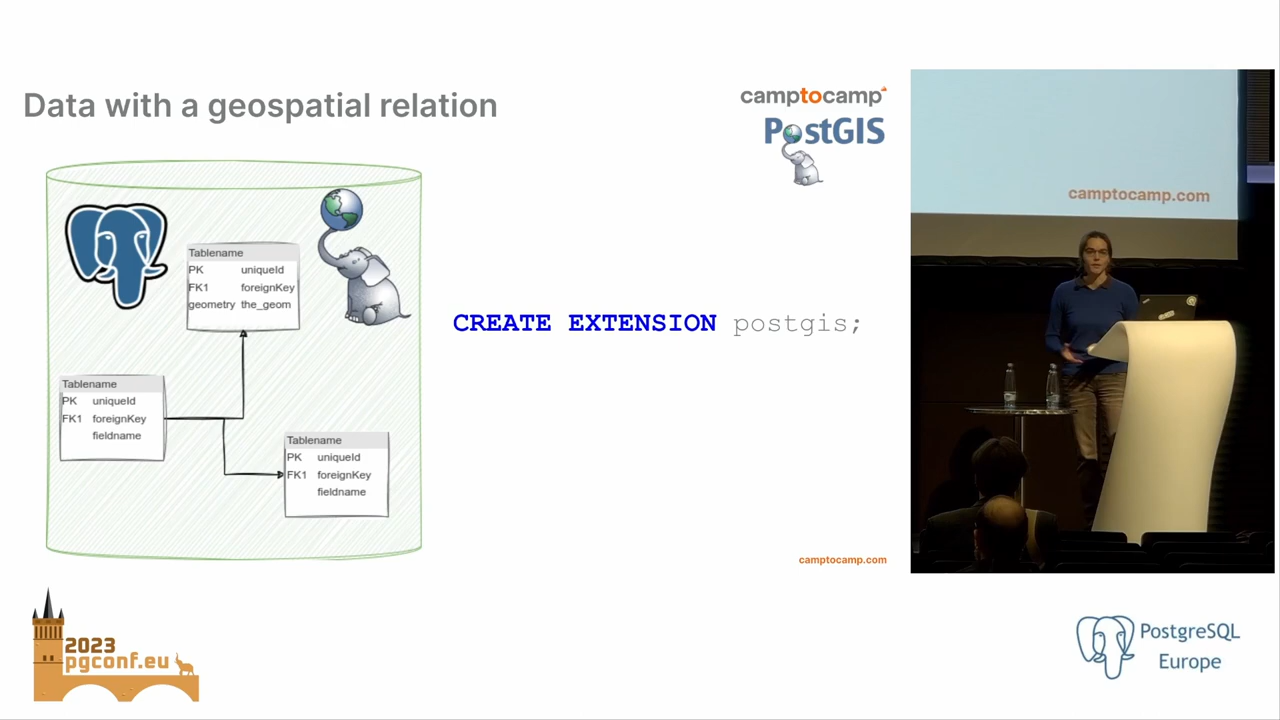 Data with a geospatial relation
camptocamp
PostGIS
Tablename
PK uniqueId
FK1 foreignKey
geometry the_geom
Tablename
PK uniqueId
FK1 foreignKey
fieldname
Tablename
PK uniqueId
FK1 foreignKey
fieldname
CREATE EXTENSION postgis;
camptocamp.com
camptocamp.com
2023
pgconf.eu
PostgreSQL
Europe